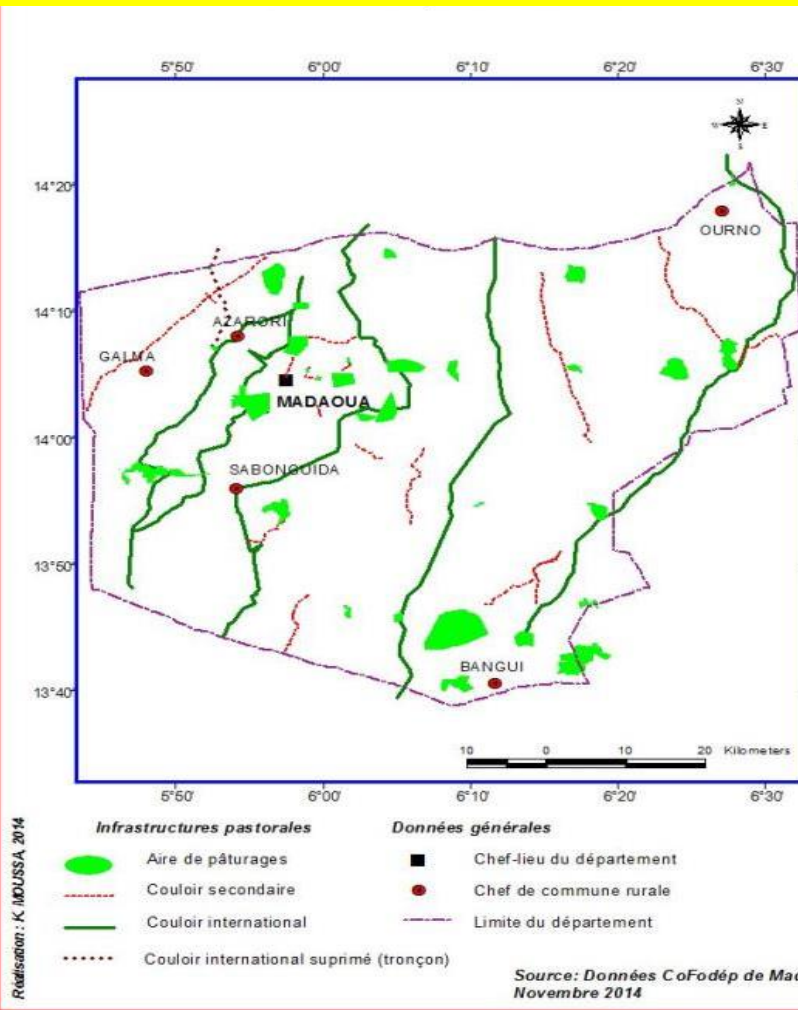 5°50' 6°00' 6°10' 6°20' 6°30'
N
W E
S
14°20'
OURNO
14°10'
AZARORI
GALMA
MADAOUA
14°00'
SABONGUIDA
13°50'
BANGUI
13°40'
10 0 10 20 Kilometers
5°50' 6°00' 6°10' 6°20' 6°30'
Infrastructures pastorales Données générales
Aire de pâturages Chef-lieu du département
Couloir secondaire Chef de commune rurale
Couloir international Limite du département
Couloir international suprimé (tronçon)
Source: Données CoFodép de Mad
Novembre 2014
Réalisation : K. MOUSSA, 2014